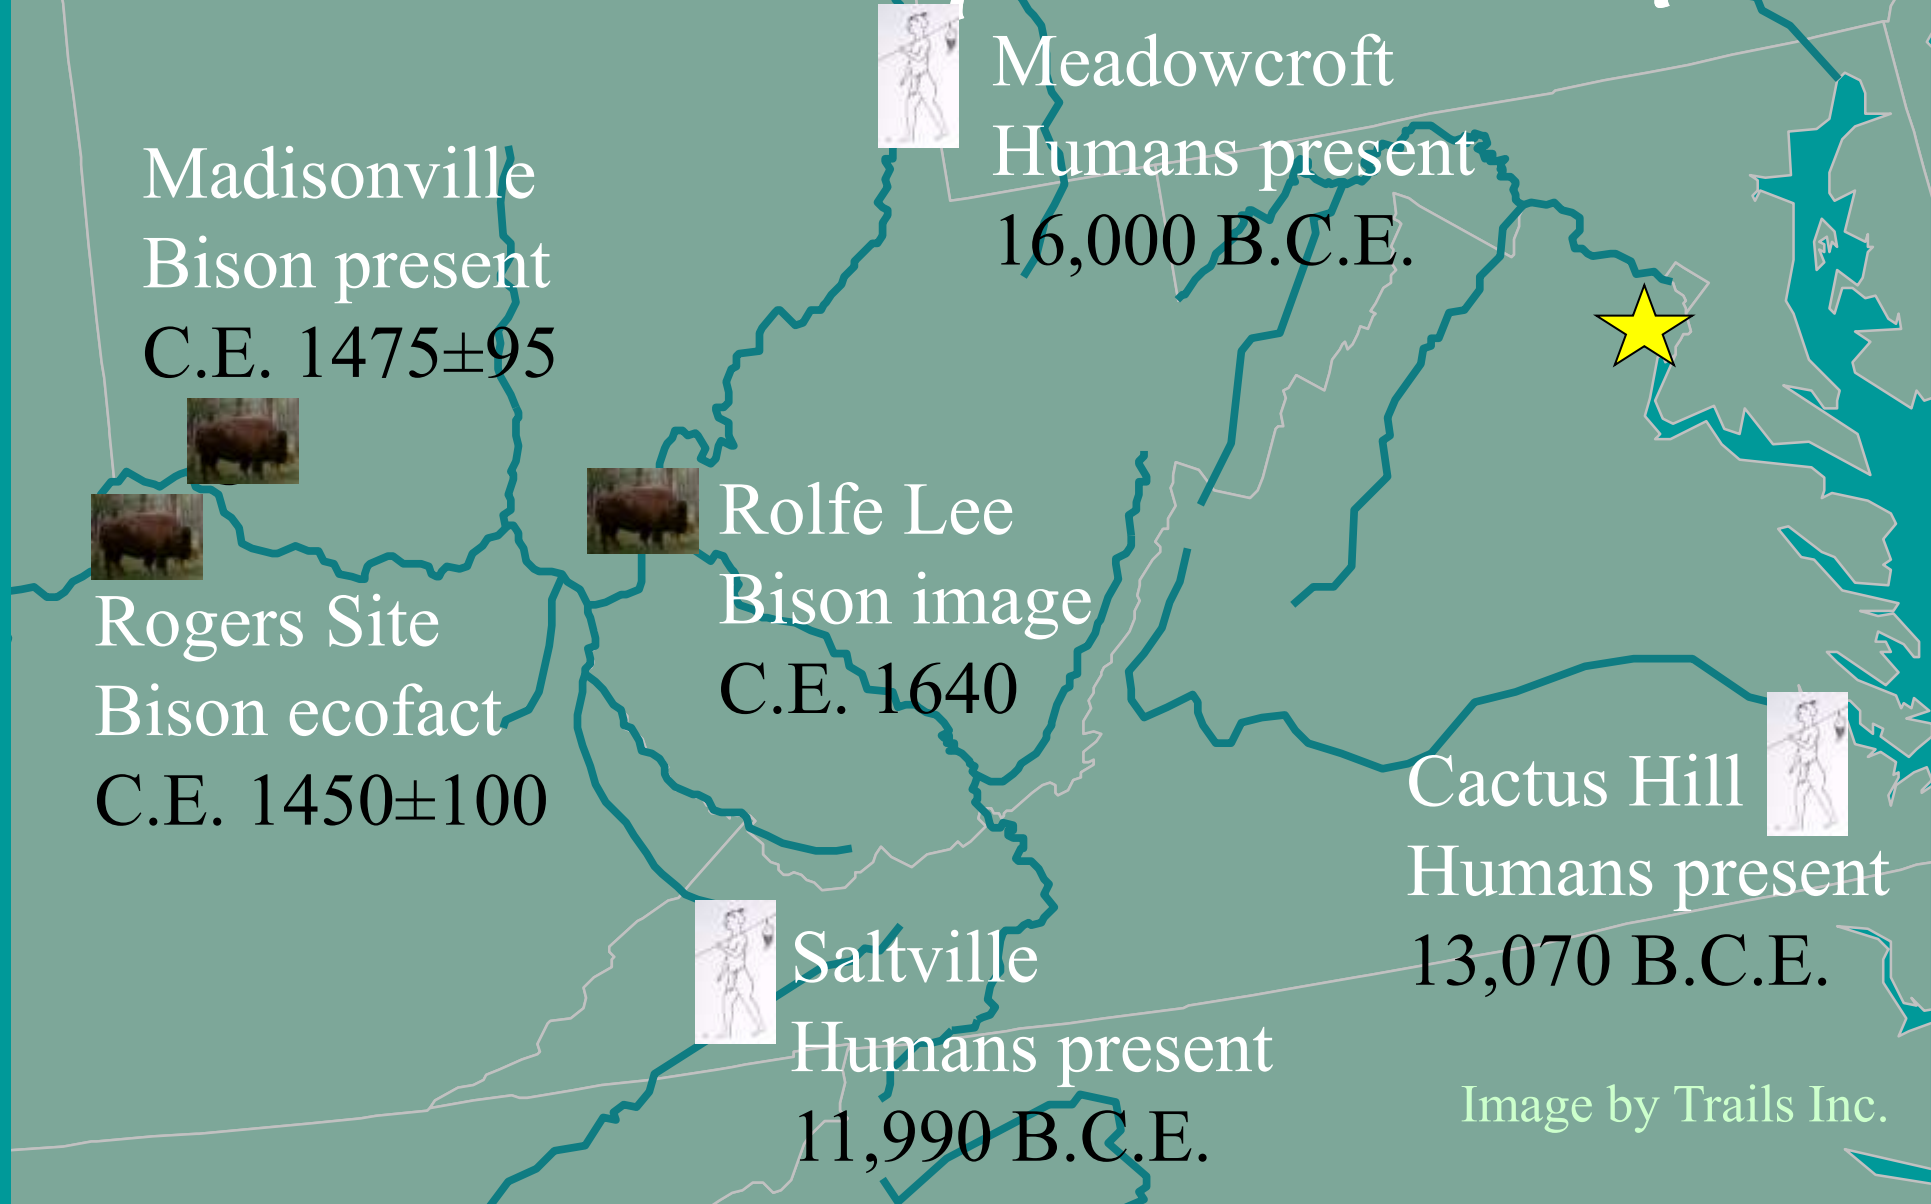 Meadowcroft
Humans present
16,000 B.C.E.
Madisonville
Bison present
C.E. 1475±95
Rolfe Lee
Bison image
C.E. 1640
Rogers Site
Bison ecofact
C.E. 1450±100
Cactus Hill
Humans present
13,070 B.C.E.
Saltville
Humans present
11,990 B.C.E.
Image by Trails Inc.